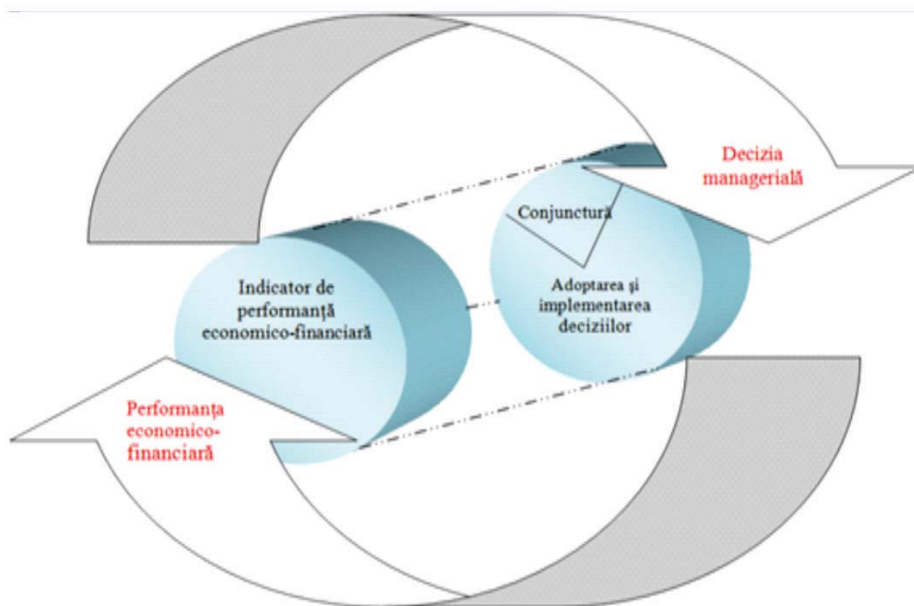 Decizia
managerială
Conjunctură
Adoptarea și
implementarea
deciziilor
Indicator de
performanță
economico-financiară
Performanța
economico-
financiară